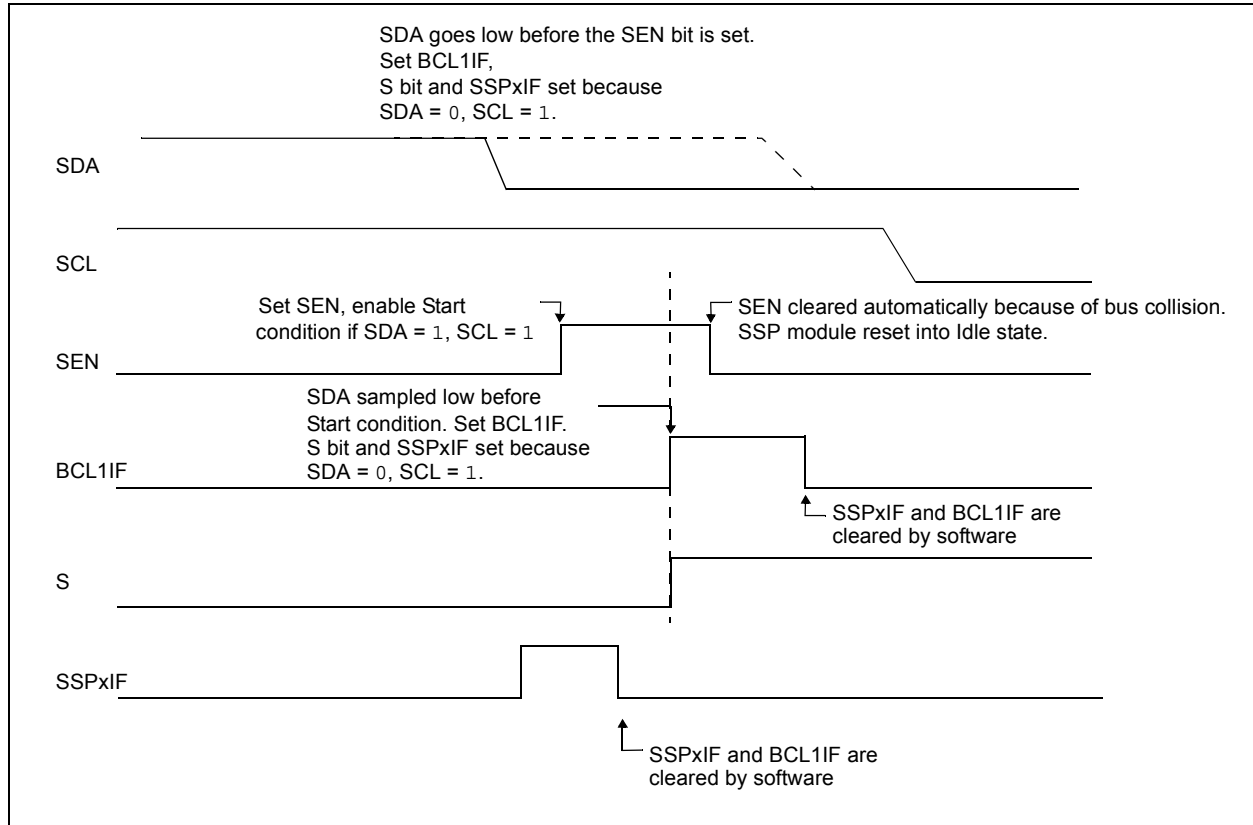 SDA goes low before the SEN bit is set.
Set BCL1IF,
S bit and SSPxIF set because
SDA = 0, SCL = 1.
SDA
SCL
Set SEN, enable Start
condition if SDA = 1, SCL = 1
SEN cleared automatically because of bus collision.
SSP module reset into Idle state.
SEN
SDA sampled low before
Start condition. Set BCL1IF.
S bit and SSPxIF set because
SDA = 0, SCL = 1.
BCL1IF
SSPxIF and BCL1IF are
cleared by software
S
SSPxIF
SSPxIF and BCL1IF are
cleared by software